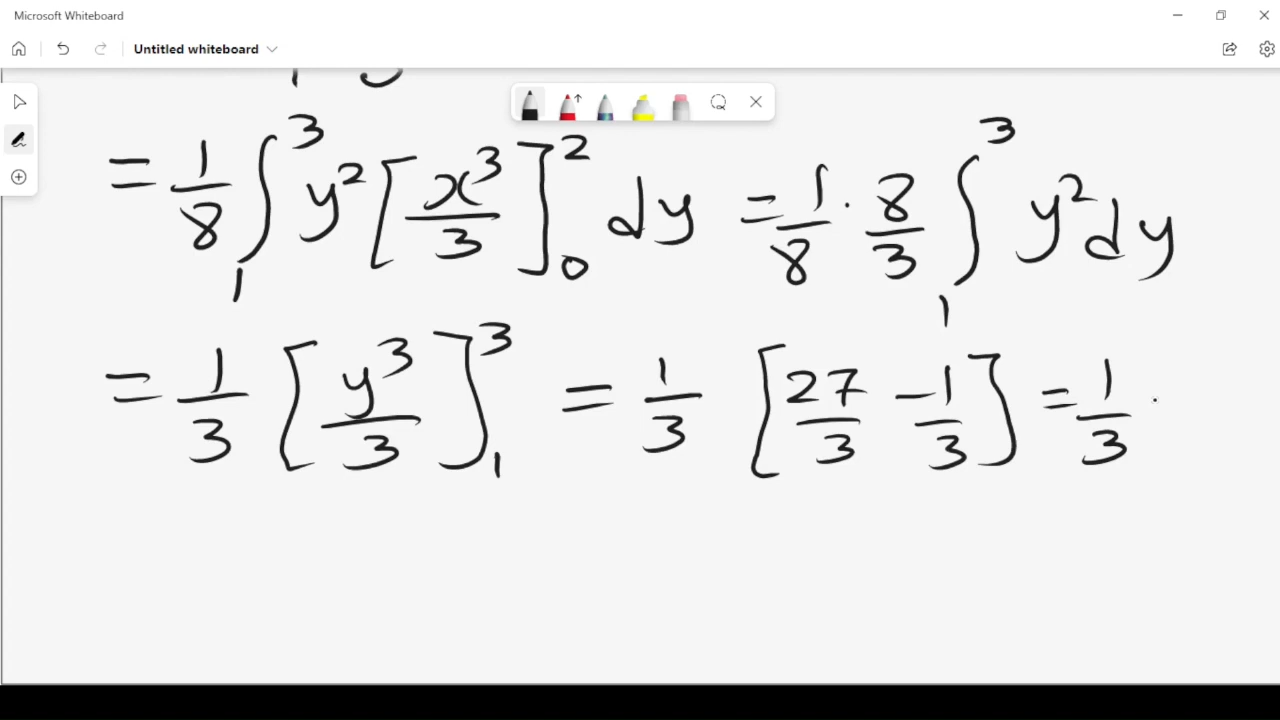 Microsoft Whiteboard
Untitled whiteboard
= 1/8 ∫₁³ y² [x³/3]₀² dy = 1/8 · 8/3 ∫₁³ y² dy
= 1/3 [y³/3]₁³ = 1/3 [27/3 - 1/3] = 1/3 ·